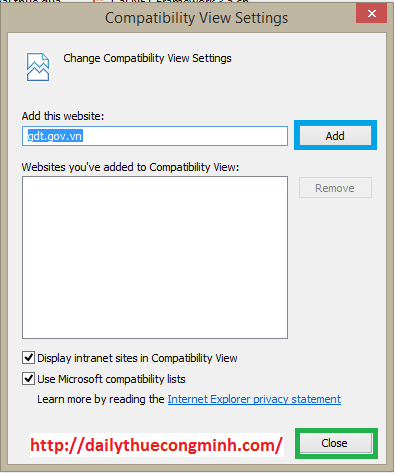 Compatibility View Settings
Change Compatibility View Settings
Add this website:
gdt.gov.vn
Add
Websites you've added to Compatibility View:
Remove
Display intranet sites in Compatibility View
Use Microsoft compatibility lists
Learn more by reading the Internet Explorer privacy statement
http://dailythuecongminh.com/
Close